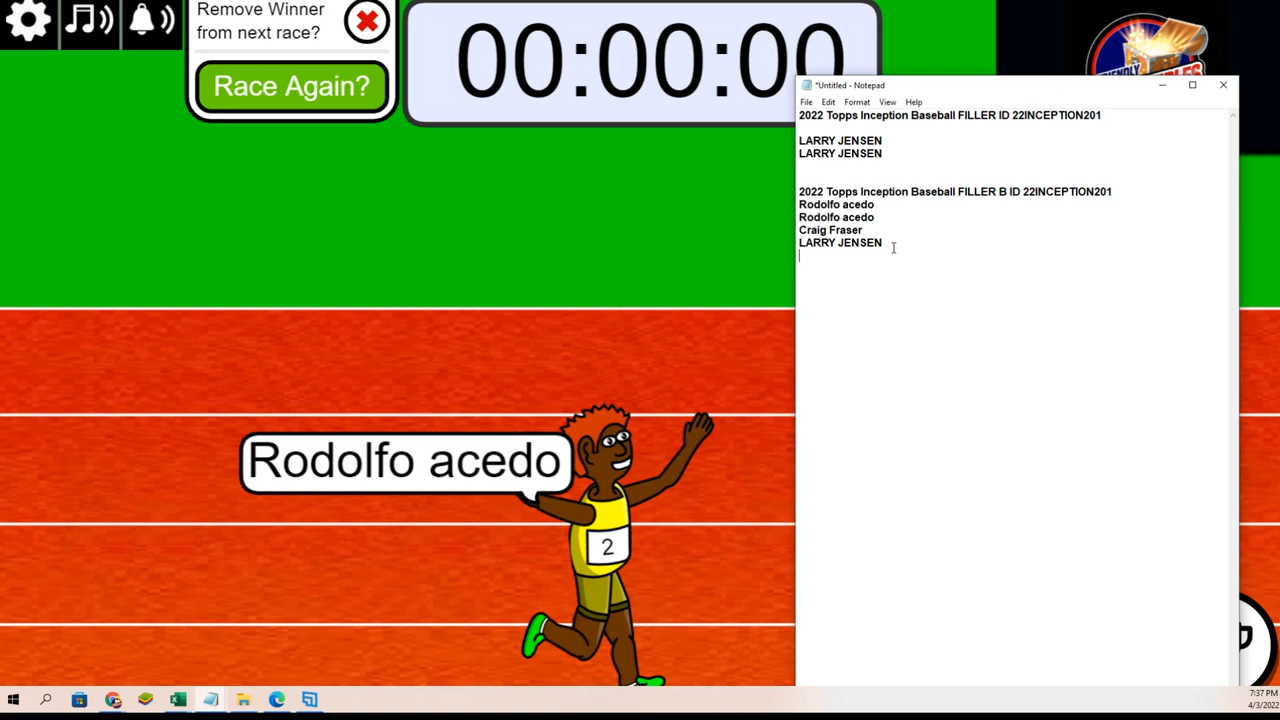 Remove Winner
from next race?
Race Again?
00:00:00
*Untitled - Notepad
File Edit Format View Help
2022 Topps Inception Baseball FILLER ID 22INCEPTION201
LARRY JENSEN
LARRY JENSEN
2022 Topps Inception Baseball FILLER B ID 22INCEPTION201
Rodolfo acedo
Rodolfo acedo
Craig Fraser
LARRY JENSEN
Rodolfo acedo
2
7:37 PM
4/3/2022